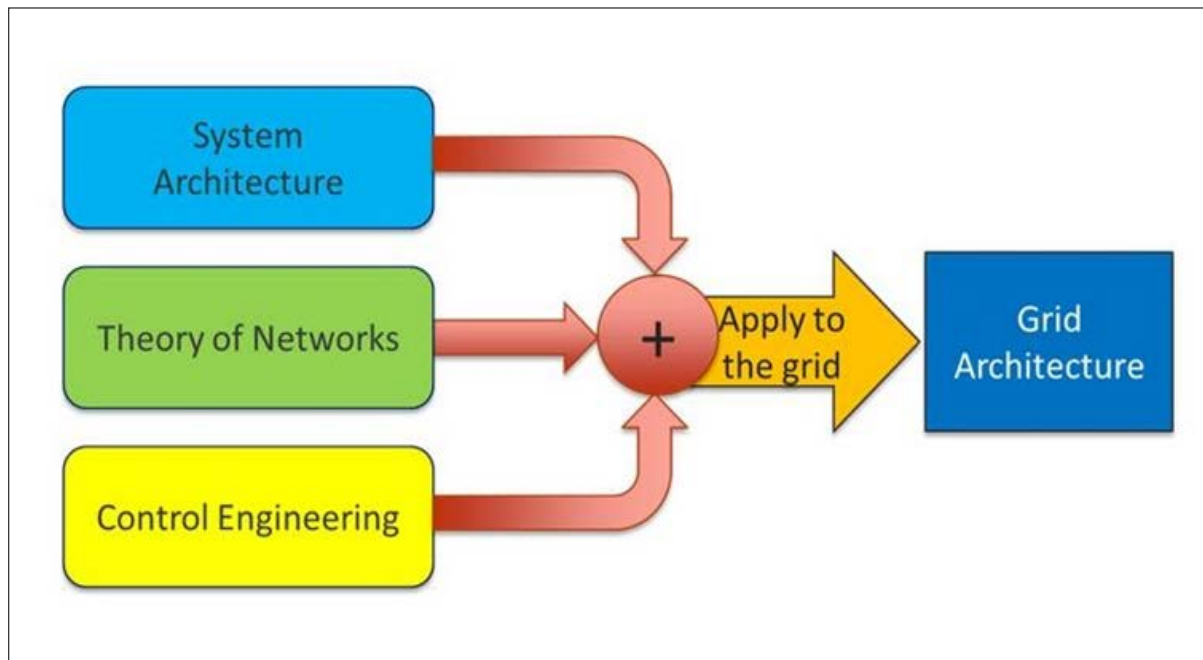 System
Architecture
Theory of Networks
Control Engineering
+
Apply to
the grid
Grid
Architecture